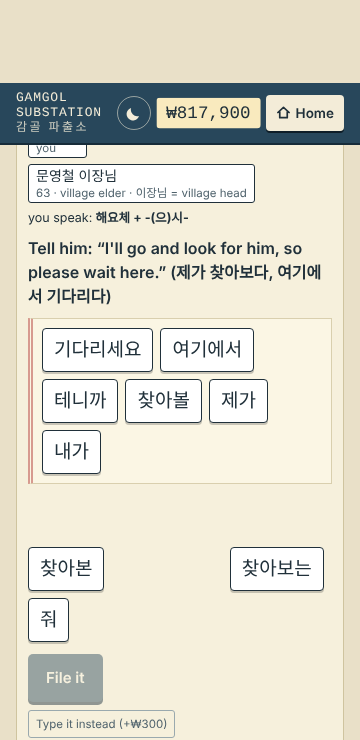 GAMGOL
SUBSTATION
감골 파출소
₩817,900
Home
you
문영철 이장님
63 · village elder · 이장님 = village head
you speak: 해요체 + -(으)시-
Tell him: “I'll go and look for him, so
please wait here.” (제가 찾아보다, 여기에
서 기다리다)
기다리세요 여기에서
테니까 찾아볼 제가
내가
찾아본 찾아보는
줘
File it
Type it instead (+₩300)